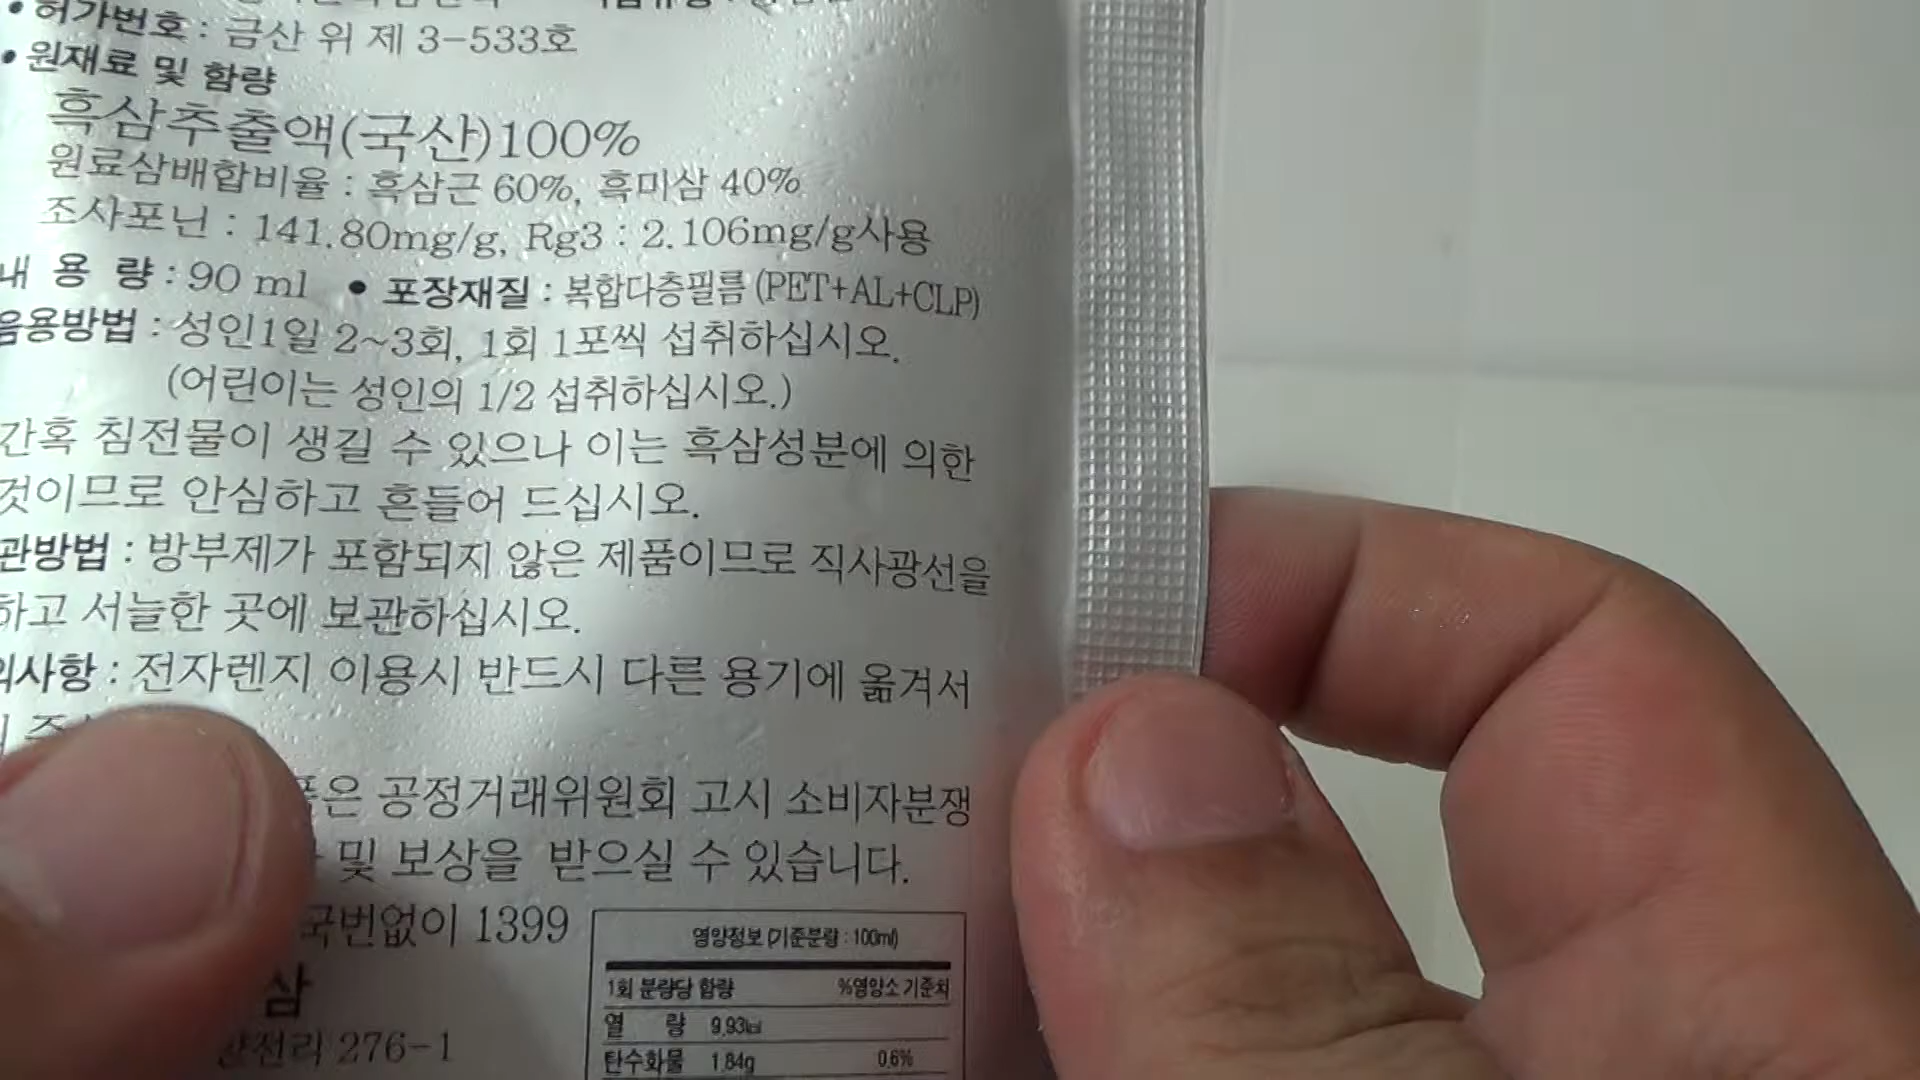 • 허가번호 : 금산 위 제 3-533호
• 원재료 및 함량
흑삼추출액(국산)100%
원료삼배합비율 : 흑삼근 60%, 흑미삼 40%
조사포닌 : 141.80mg/g, Rg3 : 2.106mg/g사용
내 용 량 : 90 ml • 포장재질 : 복합다층필름 (PET+AL+CLP)
음용방법 : 성인1일 2~3회, 1회 1포씩 섭취하십시오.
(어린이는 성인의 1/2 섭취하십시오.)
간혹 침전물이 생길 수 있으나 이는 흑삼성분에 의한
것이므로 안심하고 흔들어 드십시오.
관방법 : 방부제가 포함되지 않은 제품이므로 직사광선을
하고 서늘한 곳에 보관하십시오.
의사항 : 전자렌지 이용시 반드시 다른 용기에 옮겨서
품은 공정거래위원회 고시 소비자분쟁
및 보상을 받으실 수 있습니다.
국번없이 1399
삼
276-1
영양정보 (기준분량 : 100ml)
1회 분량당 함량 %영양소 기준치
열 량 9.93㎉
탄수화물 1.84g 0.6%